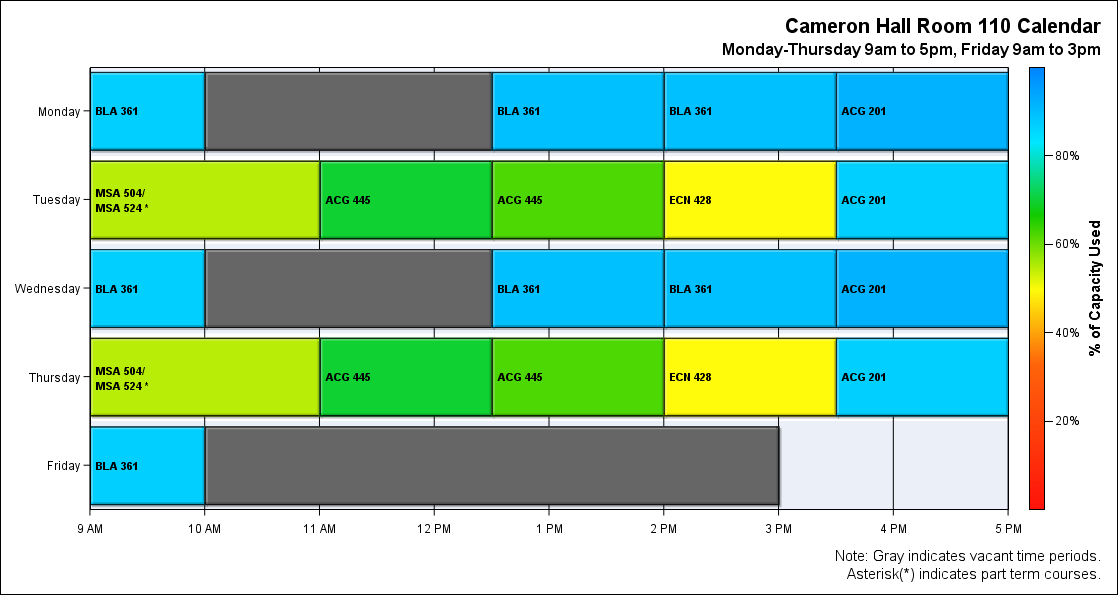 Cameron Hall Room 110 Calendar
Monday-Thursday 9am to 5pm, Friday 9am to 3pm
Monday
BLA 361
BLA 361
BLA 361
ACG 201
Tuesday
MSA 504/
MSA 524 *
ACG 445
ACG 445
ECN 428
ACG 201
Wednesday
BLA 361
BLA 361
BLA 361
ACG 201
Thursday
MSA 504/
MSA 524 *
ACG 445
ACG 445
ECN 428
ACG 201
Friday
BLA 361
9 AM
10 AM
11 AM
12 PM
1 PM
2 PM
3 PM
4 PM
5 PM
80%
60%
40%
20%
% of Capacity Used
Note: Gray indicates vacant time periods.
Asterisk(*) indicates part term courses.